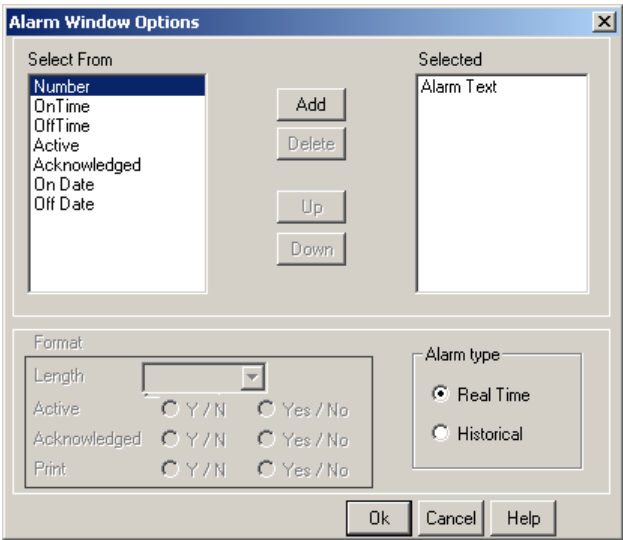 Alarm Window Options
Select From
Selected
Number
OnTime
OffTime
Active
Acknowledged
On Date
Off Date
Add
Delete
Up
Down
Alarm Text
Format
Length
Active Y / N Yes / No
Acknowledged Y / N Yes / No
Print Y / N Yes / No
Alarm type
Real Time
Historical
Ok Cancel Help